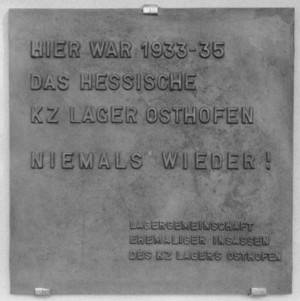 HIER WAR 1933-35
DAS HESSISCHE
KZ LAGER OSTHOFEN
NIEMALS WIEDER!
LAGERGEMEINSCHAFT
EHEMALIGER INSASSEN
DES KZ LAGERS OSTHOFEN